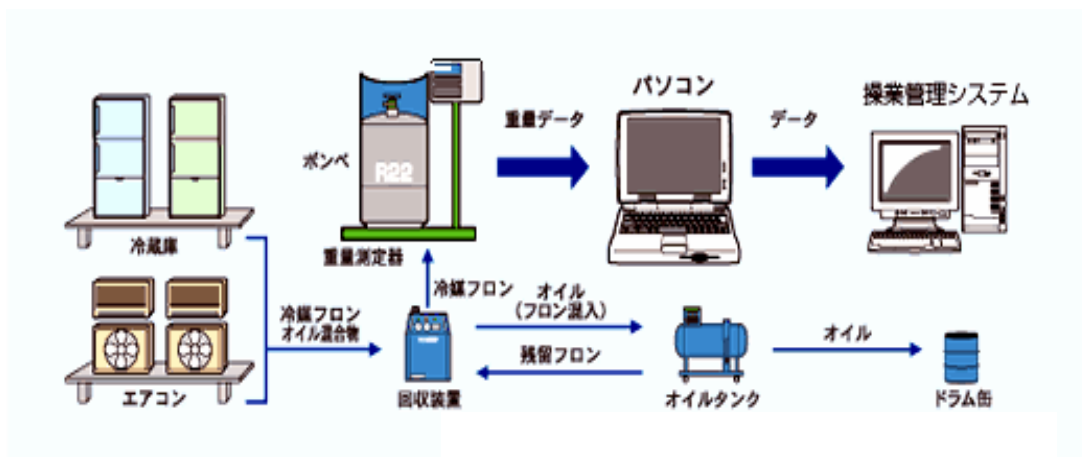 パソコン
操業管理システム
重量データ
データ
ボンベ
R22
冷蔵庫
重量測定器
冷媒フロン
オイル
(フロン混入)
冷媒フロン
オイル混合物
オイル
残留フロン
エアコン
回収装置
オイルタンク
ドラム缶